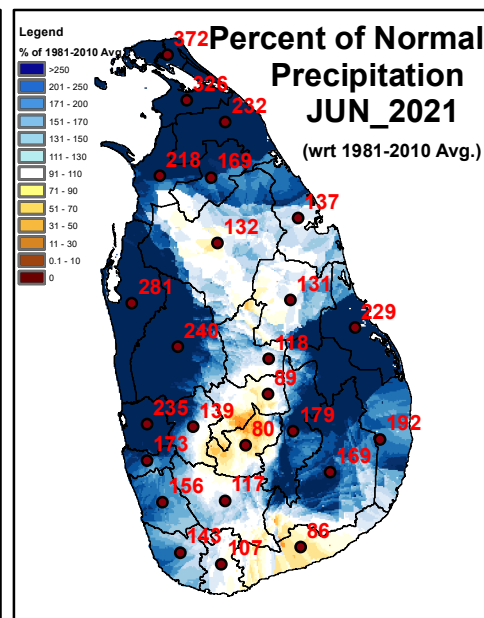 Legend
% of 1981-2010 Avg.
>250
201 - 250
171 - 200
151 - 170
131 - 150
111 - 130
91 - 110
71 - 90
51 - 70
31 - 50
11 - 30
0.1 - 10
0
Percent of Normal
Precipitation
JUN_2021
(wrt 1981-2010 Avg.)
372
326
232
218
169
137
132
281
131
229
240
118
89
235
139
80
179
192
173
169
156
117
143
107
86